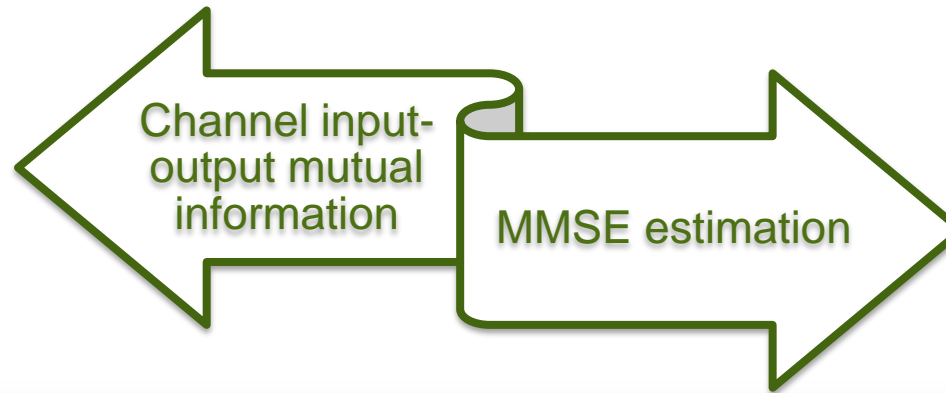 Channel input-
output mutual
information
MMSE estimation